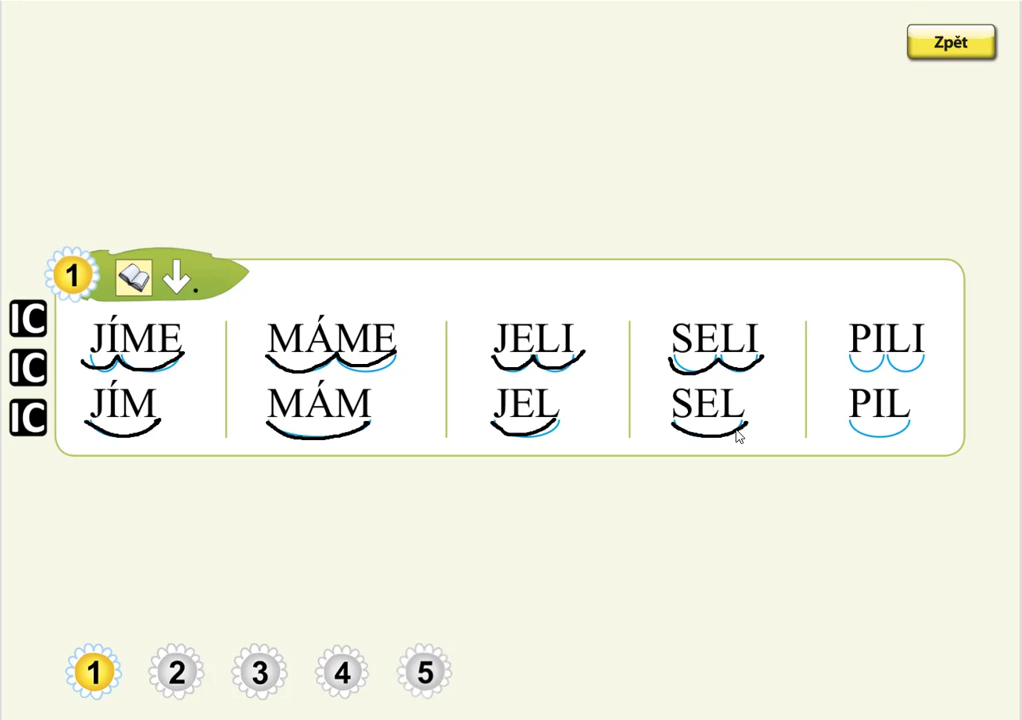 Zpět
1 .
IC
IC
IC
JÍME MÁME JELI SELI PILI
JÍM MÁM JEL SEL PIL
1 2 3 4 5